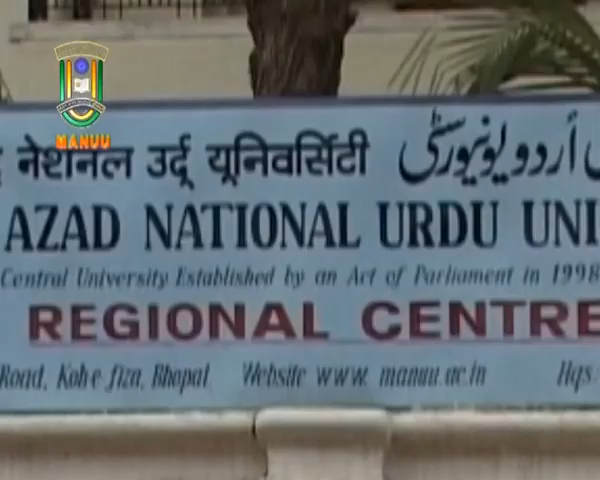 MANUU
नेशनल उर्दू यूनिवर्सिटी اُردو یونیورسٹی
AZAD NATIONAL URDU UNI
Central University Established by an Act of Parliament in 1998
REGIONAL CENTRE
Road, Koh-e-fiza, Bhopal Website www. manuu.ac.in Hqs: